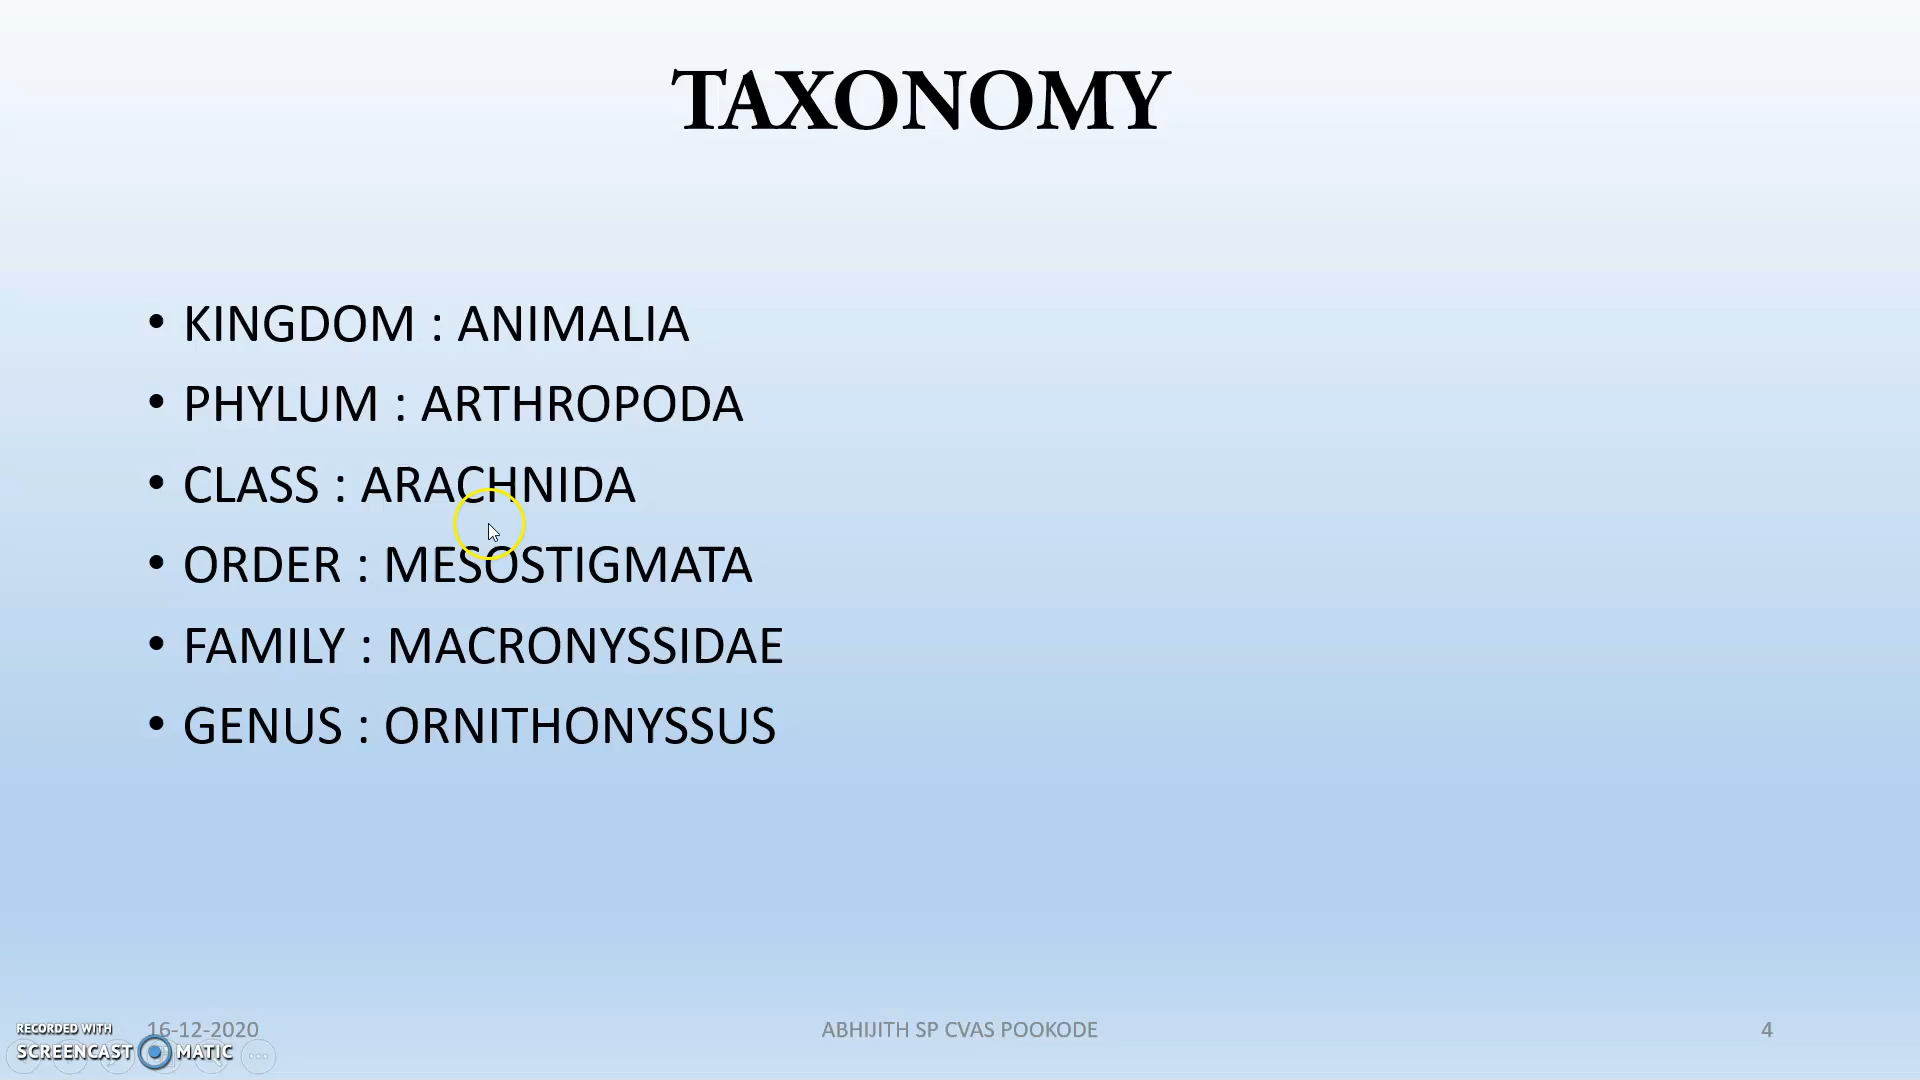 TAXONOMY
• KINGDOM : ANIMALIA
• PHYLUM : ARTHROPODA
• CLASS : ARACHNIDA
• ORDER : MESOSTIGMATA
• FAMILY : MACRONYSSIDAE
• GENUS : ORNITHONYSSUS
16-12-2020
ABHIJITH SP CVAS POOKODE
4
RECORDED WITH
SCREENCAST MATIC